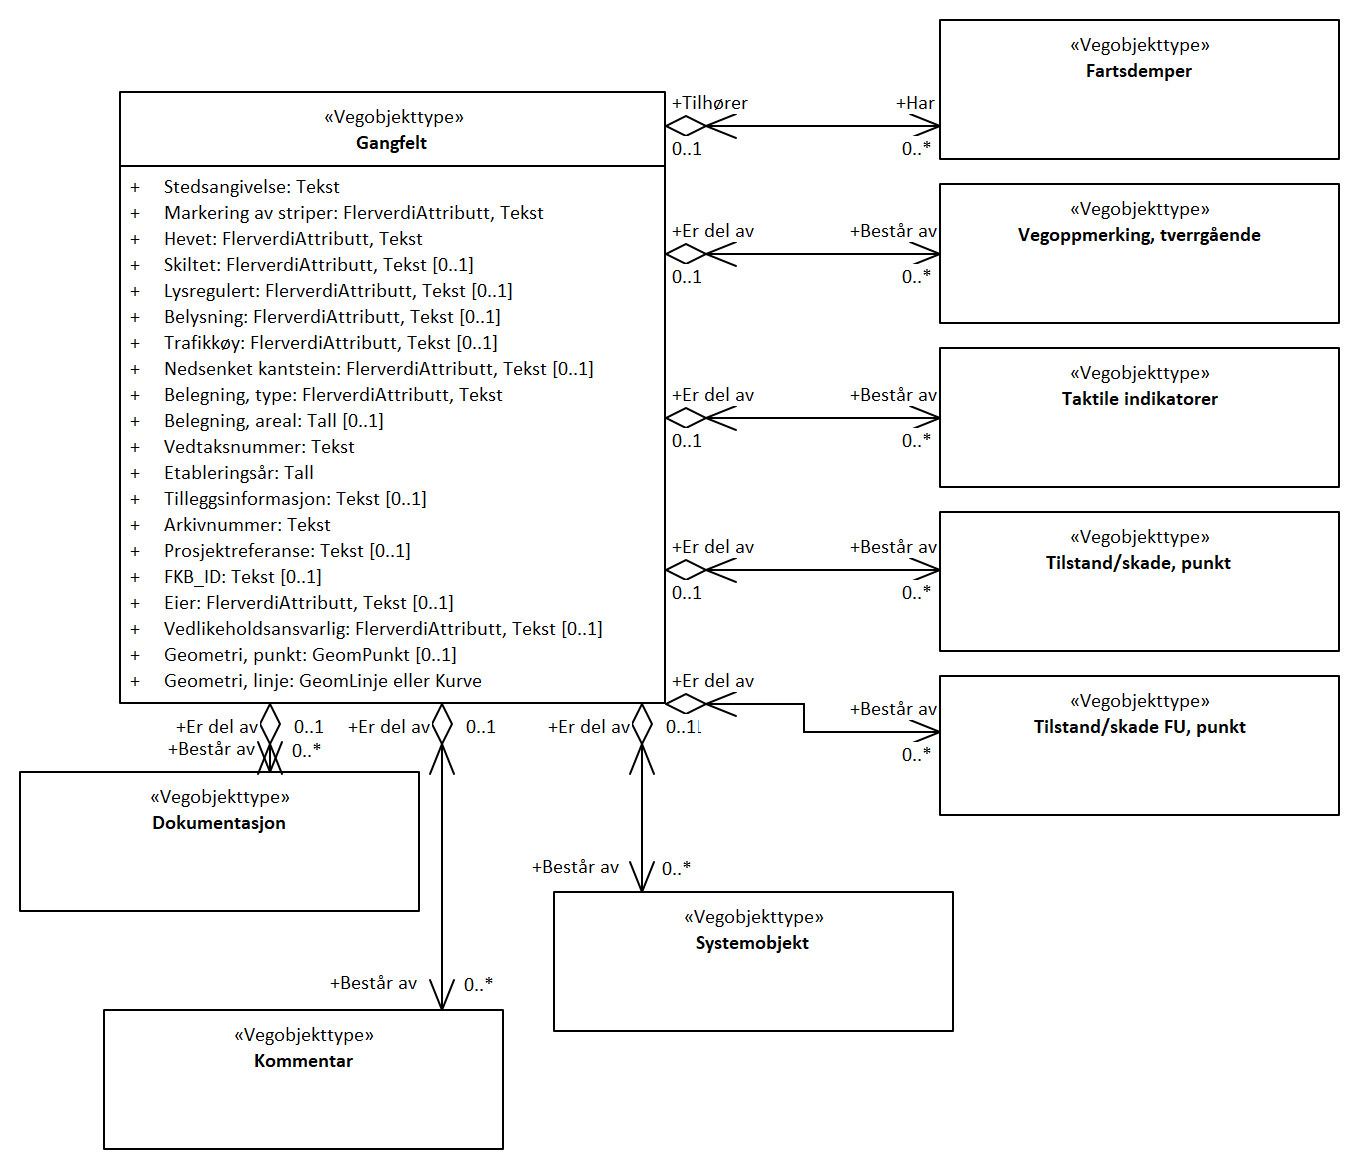 «Vegobjekttype»
Gangfelt
+ Stedsangivelse: Tekst
+ Markering av striper: FlerverdiAttributt, Tekst
+ Hevet: FlerverdiAttributt, Tekst
+ Skiltet: FlerverdiAttributt, Tekst [0..1]
+ Lysregulert: FlerverdiAttributt, Tekst [0..1]
+ Belysning: FlerverdiAttributt, Tekst [0..1]
+ Trafikkøy: FlerverdiAttributt, Tekst [0..1]
+ Nedsenket kantstein: FlerverdiAttributt, Tekst [0..1]
+ Belegning, type: FlerverdiAttributt, Tekst
+ Belegning, areal: Tall [0..1]
+ Vedtaksnummer: Tekst
+ Etableringsår: Tall
+ Tilleggsinformasjon: Tekst [0..1]
+ Arkivnummer: Tekst
+ Prosjektreferanse: Tekst [0..1]
+ FKB_ID: Tekst [0..1]
+ Eier: FlerverdiAttributt, Tekst [0..1]
+ Vedlikeholdsansvarlig: FlerverdiAttributt, Tekst [0..1]
+ Geometri, punkt: GeomPunkt [0..1]
+ Geometri, linje: GeomLinje eller Kurve
+Tilhører
+Har
0..1
0..*
«Vegobjekttype»
Fartsdemper
+Er del av
+Består av
0..1
0..*
«Vegobjekttype»
Vegoppmerking, tverrgående
+Er del av
+Består av
0..1
0..*
«Vegobjekttype»
Taktile indikatorer
+Er del av
+Består av
0..1
0..*
«Vegobjekttype»
Tilstand/skade, punkt
+Er del av
+Består av
0..1
0..*
«Vegobjekttype»
Tilstand/skade FU, punkt
+Er del av
0..1
+Består av
0..*
«Vegobjekttype»
Dokumentasjon
+Er del av
0..1
+Består av
0..*
«Vegobjekttype»
Kommentar
+Er del av
+Består av
0..*
«Vegobjekttype»
Systemobjekt